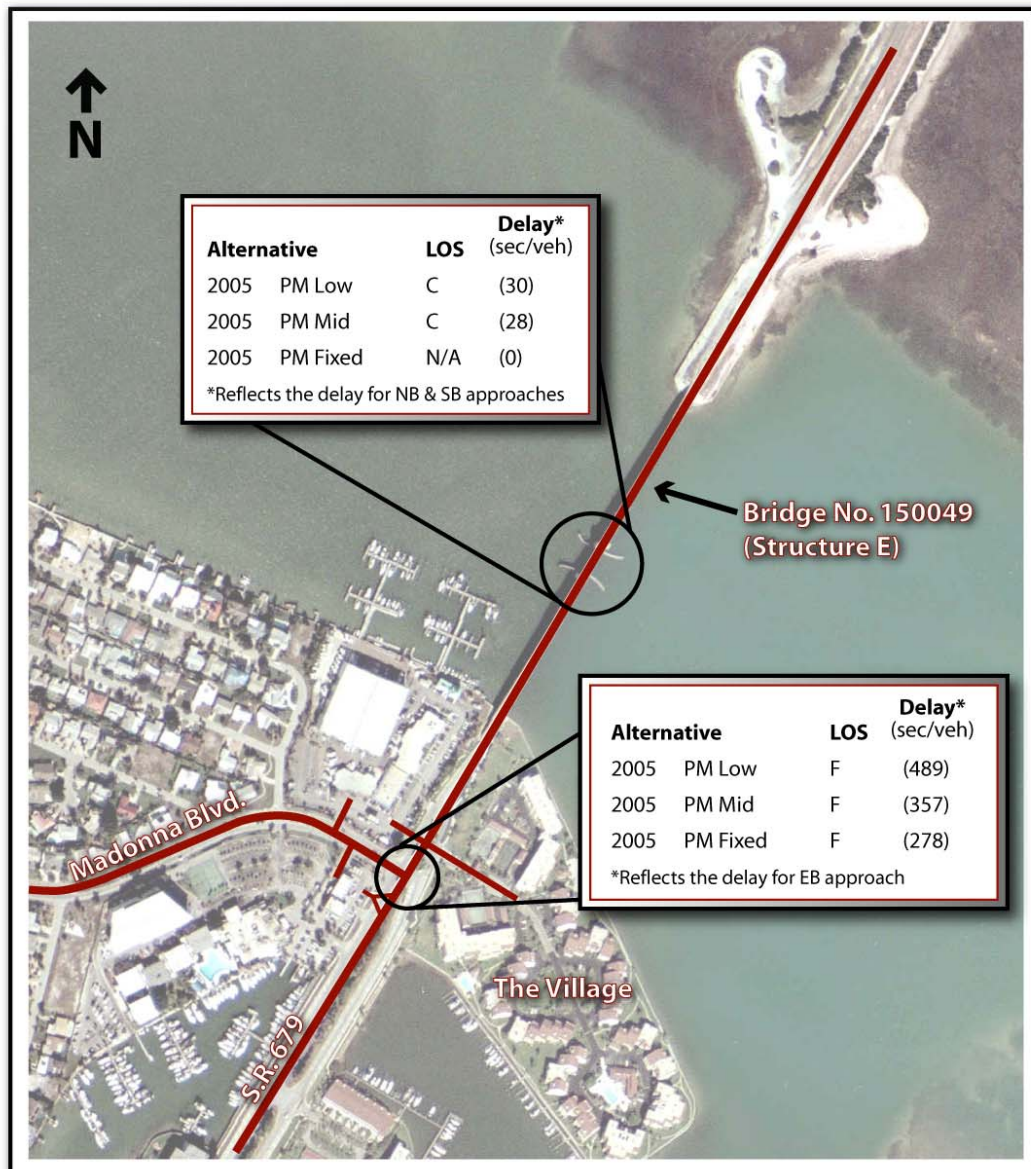 N
Alternative LOS Delay* (sec/veh)
2005 PM Low C (30)
2005 PM Mid C (28)
2005 PM Fixed N/A (0)
*Reflects the delay for NB & SB approaches
Bridge No. 150049
(Structure E)
Alternative LOS Delay* (sec/veh)
2005 PM Low F (489)
2005 PM Mid F (357)
2005 PM Fixed F (278)
*Reflects the delay for EB approach
Madonna Blvd.
The Village
S.R. 679